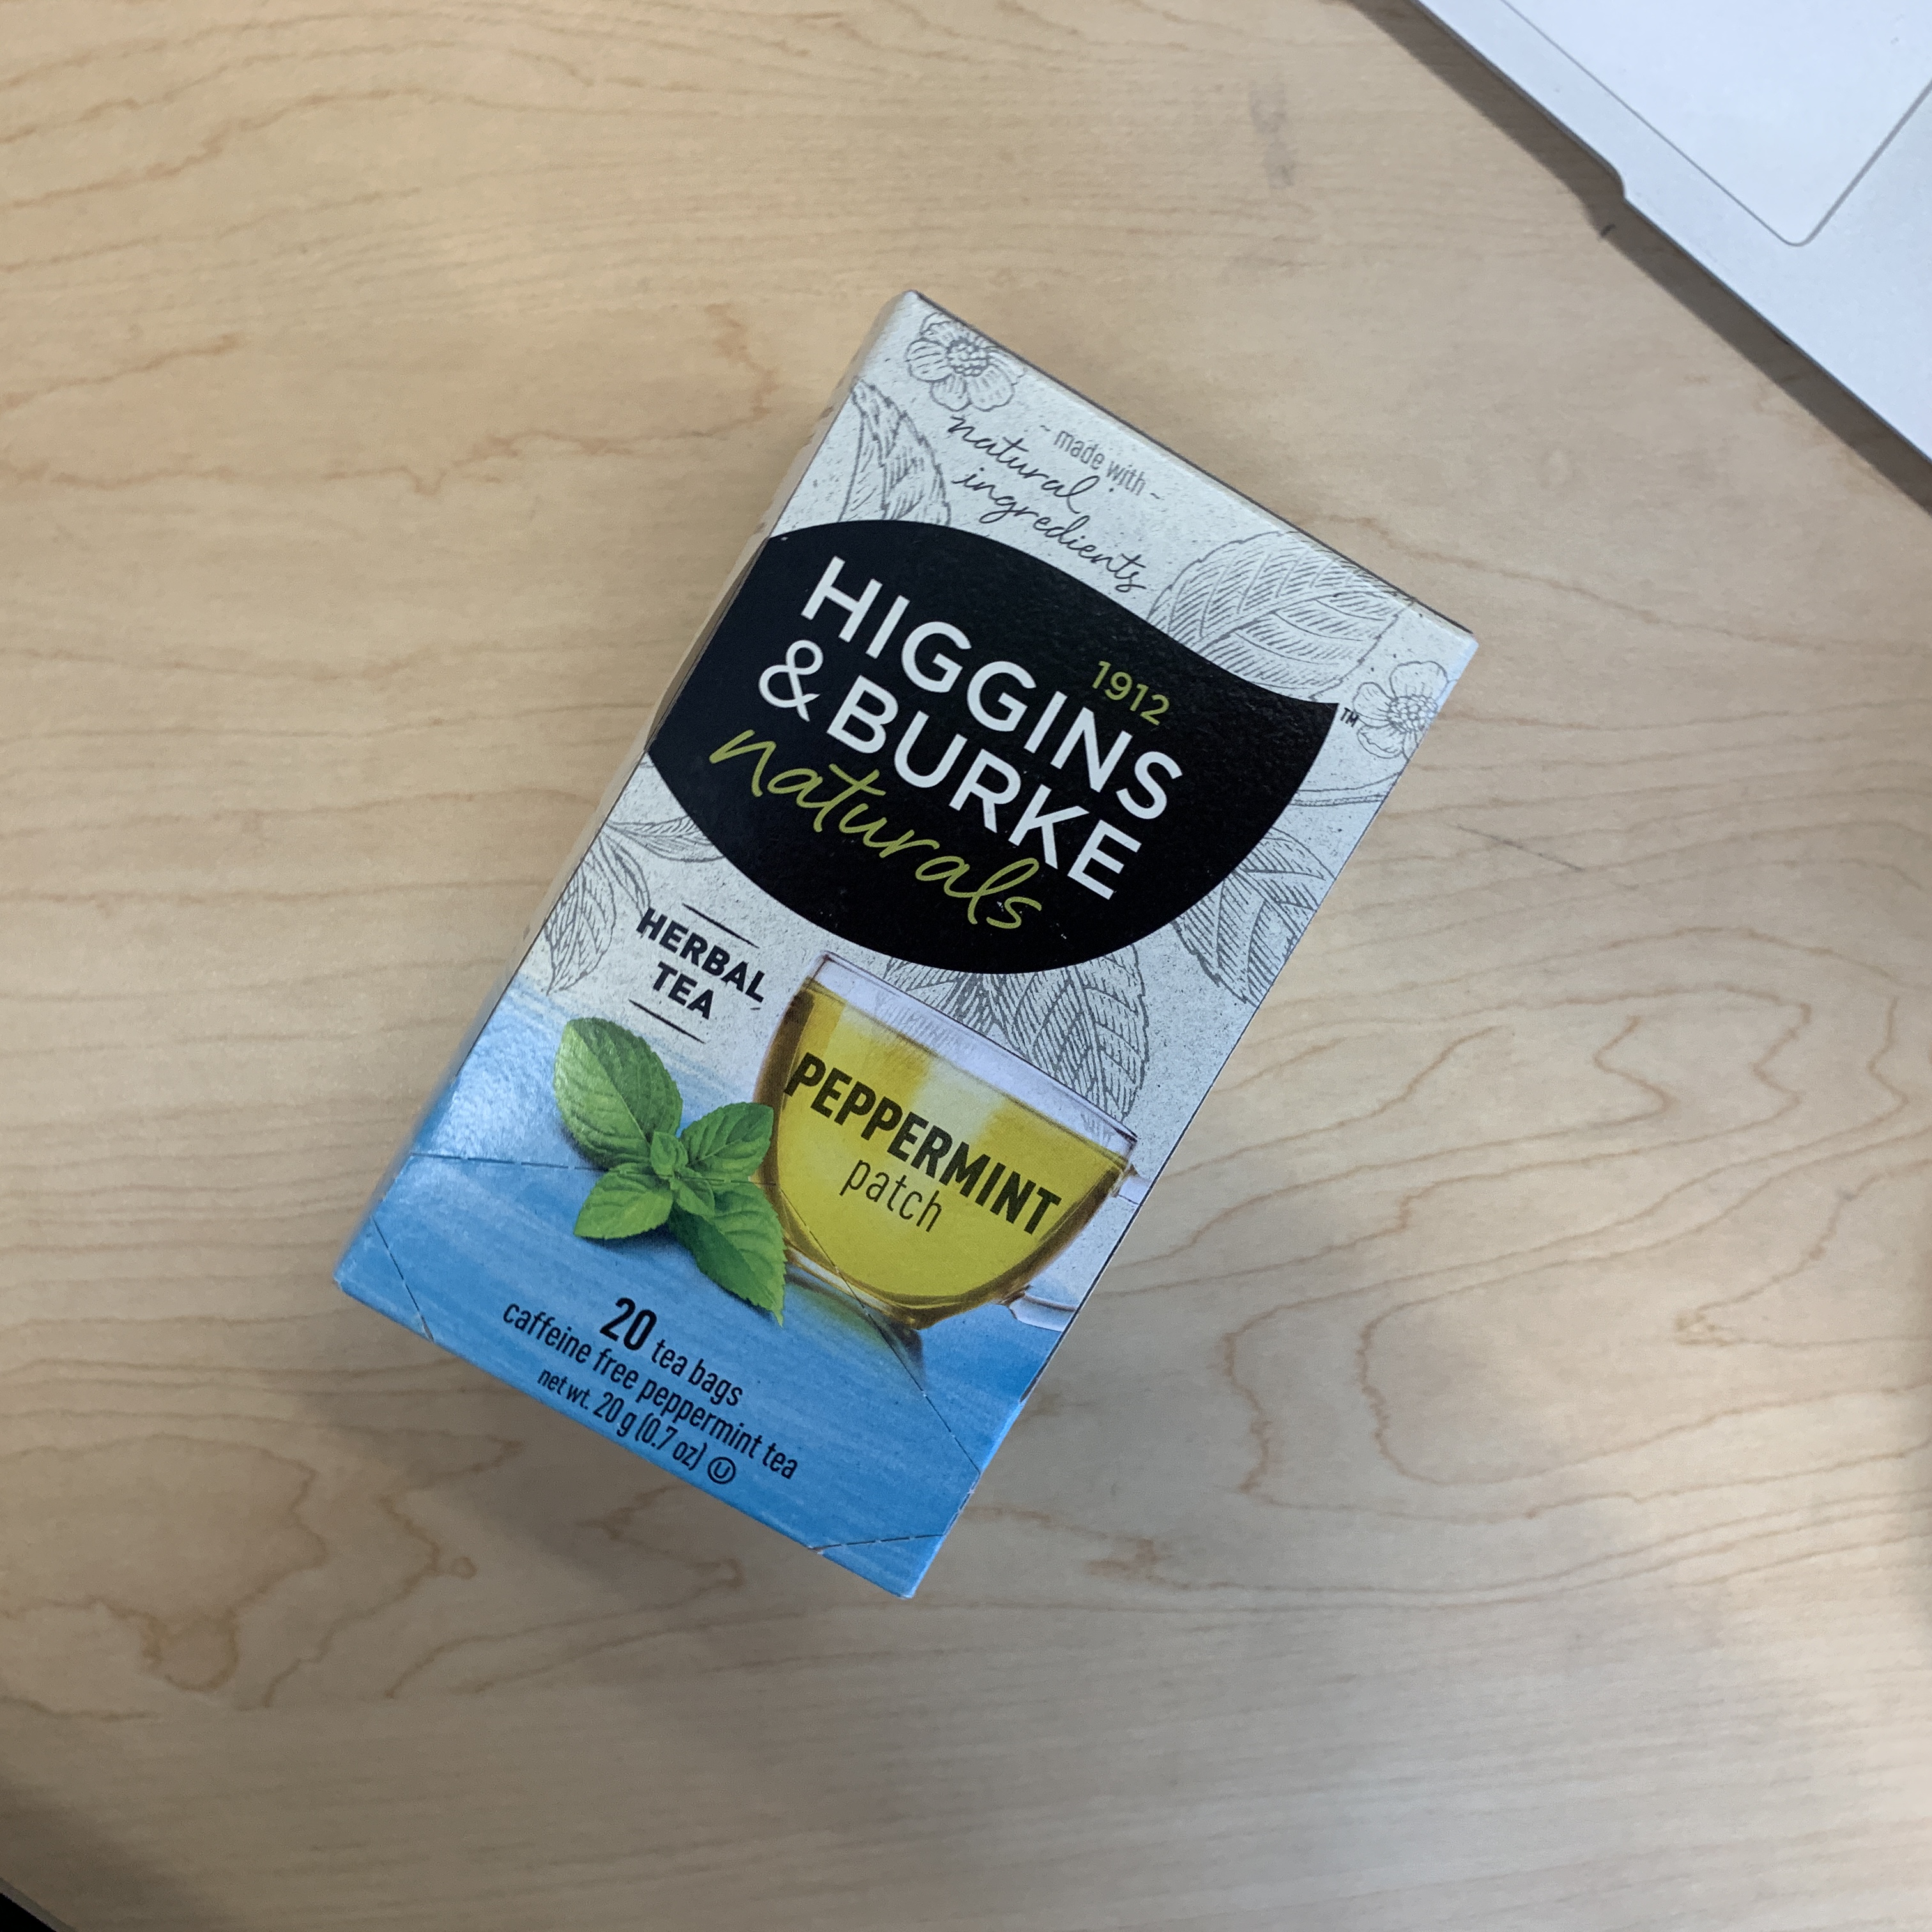 ~ made with ~
natural
ingredients
1912
HIGGINS
& BURKE
naturals
TM
HERBAL
TEA
PEPPERMINT
patch
20 tea bags
caffeine free peppermint tea
net wt. 20 g (0.7 oz) U